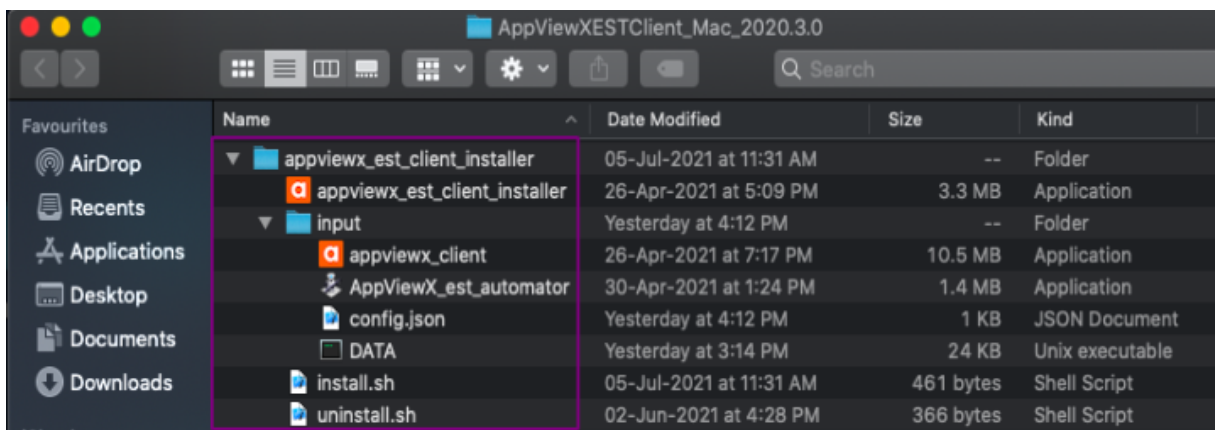 AppViewXESTClient_Mac_2020.3.0
Search
Favourites
AirDrop
Recents
Applications
Desktop
Documents
Downloads
Name Date Modified Size Kind
appviewx_est_client_installer 05-Jul-2021 at 11:31 AM -- Folder
appviewx_est_client_installer 26-Apr-2021 at 5:09 PM 3.3 MB Application
input Yesterday at 4:12 PM -- Folder
appviewx_client 26-Apr-2021 at 7:17 PM 10.5 MB Application
AppViewX_est_automator 30-Apr-2021 at 1:24 PM 1.4 MB Application
config.json Yesterday at 4:12 PM 1 KB JSON Document
DATA Yesterday at 3:14 PM 24 KB Unix executable
install.sh 05-Jul-2021 at 11:31 AM 461 bytes Shell Script
uninstall.sh 02-Jun-2021 at 4:28 PM 366 bytes Shell Script